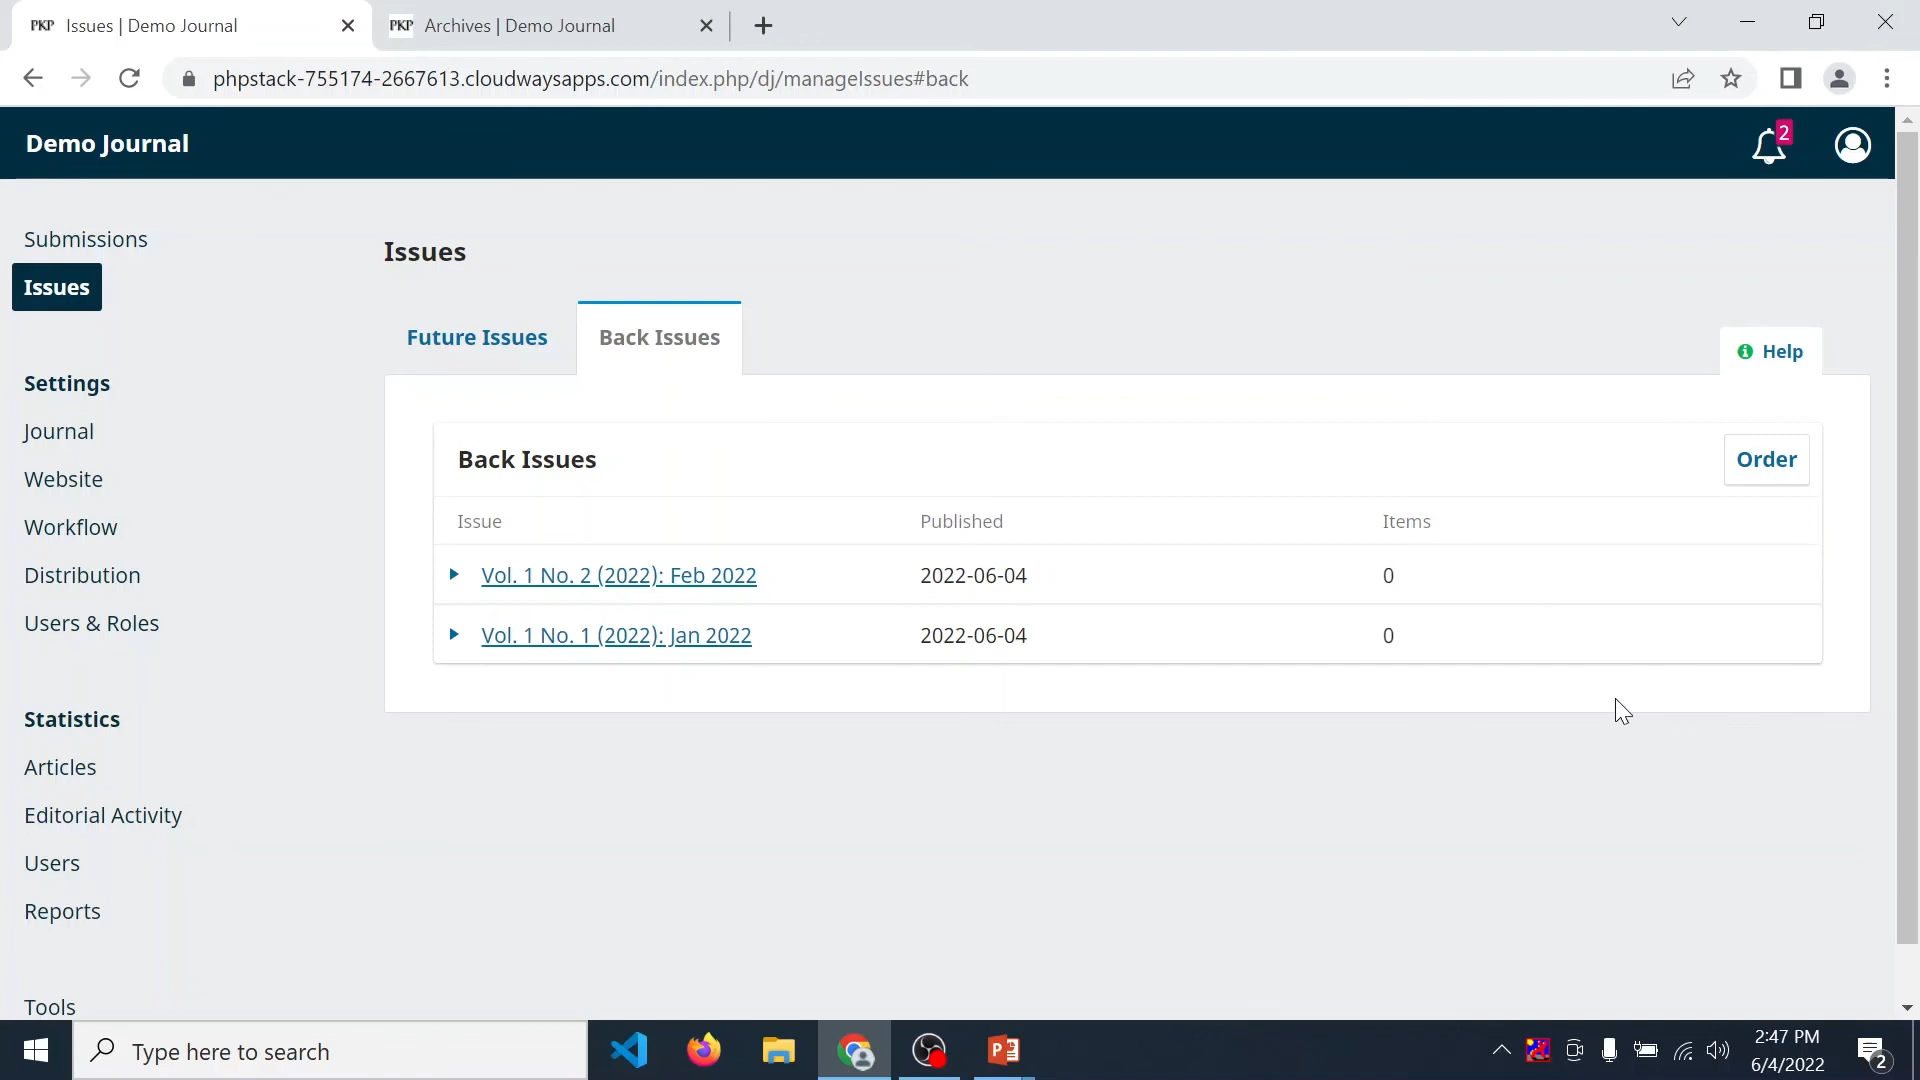 PKP Issues | Demo Journal
PKP Archives | Demo Journal
phpstack-755174-2667613.cloudwaysapps.com/index.php/dj/manageIssues#back
Demo Journal
2
Submissions
Issues
Settings
Journal
Website
Workflow
Distribution
Users & Roles
Statistics
Articles
Editorial Activity
Users
Reports
Tools
Issues
Future Issues
Back Issues
Help
Back Issues
Order
Issue Published Items
Vol. 1 No. 2 (2022): Feb 2022 2022-06-04 0
Vol. 1 No. 1 (2022): Jan 2022 2022-06-04 0
Type here to search
2:47 PM
6/4/2022
2